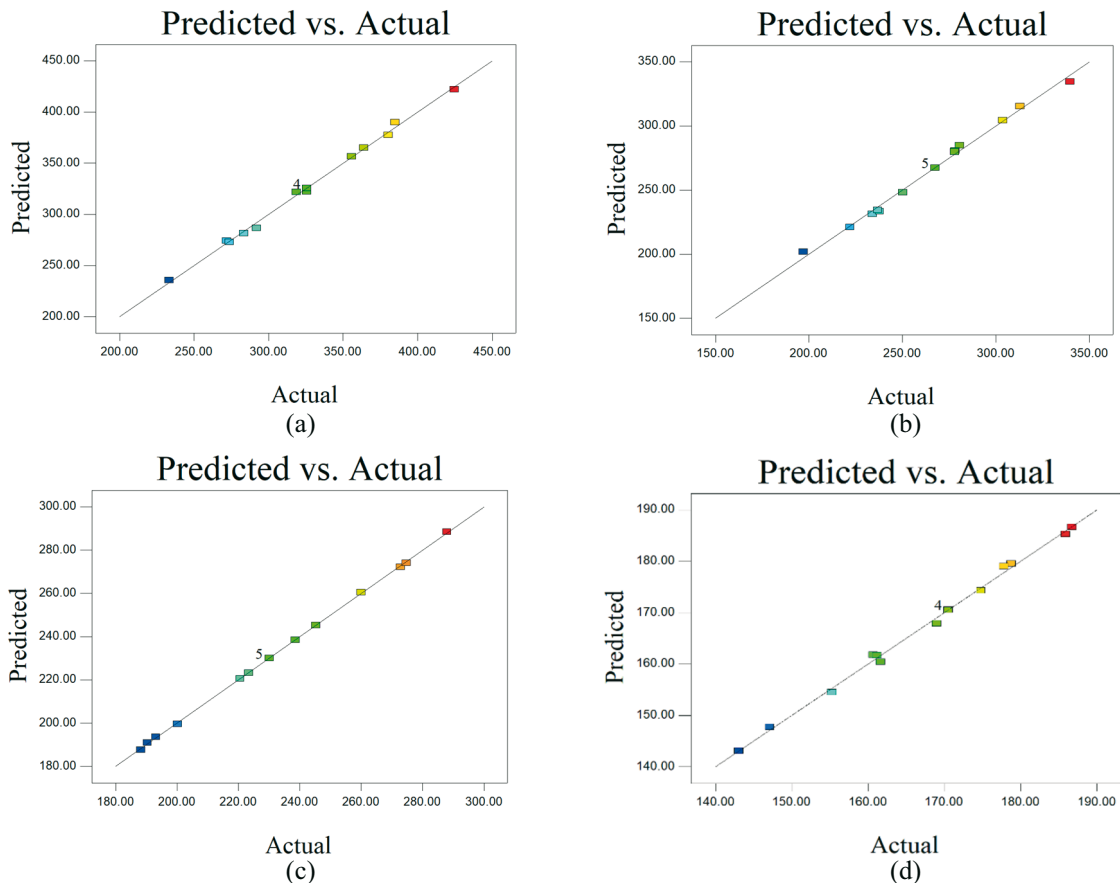 Predicted vs. Actual
450.00
400.00
350.00
300.00
250.00
200.00
Predicted
4
200.00 250.00 300.00 350.00 400.00 450.00
Actual
(a)
Predicted vs. Actual
350.00
300.00
250.00
200.00
150.00
Predicted
5
150.00 200.00 250.00 300.00 350.00
Actual
(b)
Predicted vs. Actual
300.00
280.00
260.00
240.00
220.00
200.00
180.00
Predicted
5
180.00 200.00 220.00 240.00 260.00 280.00 300.00
Actual
(c)
Predicted vs. Actual
190.00
180.00
170.00
160.00
150.00
140.00
Predicted
4
140.00 150.00 160.00 170.00 180.00 190.00
Actual
(d)